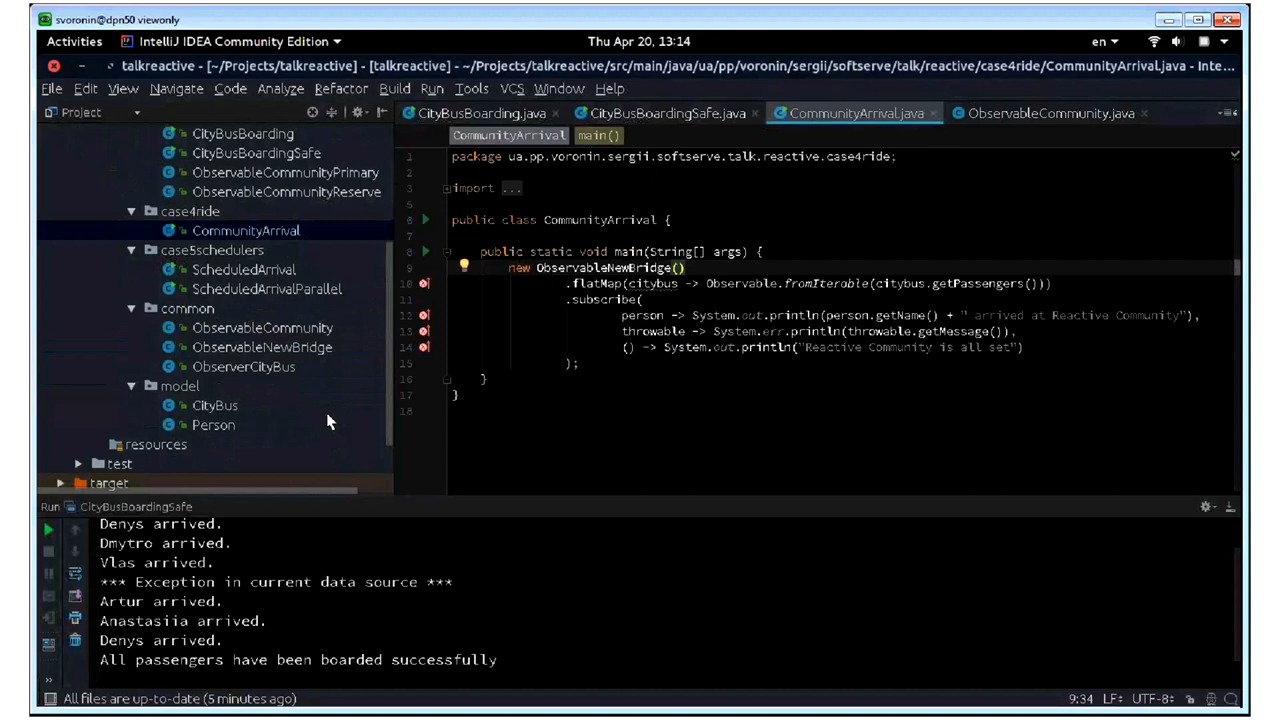 svoronin@dpn50 viewonly
Activities IntelliJ IDEA Community Edition Thu Apr 20, 13:14 en
talkreactive - [~/Projects/talkreactive] - [talkreactive] - ~/Projects/talkreactive/src/main/java/ua/pp/voronin/sergii/softserve/talk/reactive/case4ride/CommunityArrival.java - Inte...
File Edit View Navigate Code Analyze Refactor Build Run Tools VCS Window Help
Project
CityBusBoarding.java CityBusBoardingSafe.java CommunityArrival.java ObservableCommunity.java
CityBusBoarding
CityBusBoardingSafe
ObservableCommunityPrimary
ObservableCommunityReserve
case4ride
CommunityArrival
case5schedulers
ScheduledArrival
ScheduledArrivalParallel
common
ObservableCommunity
ObservableNewBridge
ObserverCityBus
model
CityBus
Person
resources
test
target
CommunityArrival main()
1 package ua.pp.voronin.sergii.softserve.talk.reactive.case4ride;
2
3 import ...
5
6 public class CommunityArrival {
7
8 public static void main(String[] args) {
9 new ObservableNewBridge()
10 .flatMap(citybus -> Observable.fromIterable(citybus.getPassengers()))
11 .subscribe(
12 person -> System.out.println(person.getName() + " arrived at Reactive Community"),
13 throwable -> System.err.println(throwable.getMessage()),
14 () -> System.out.println("Reactive Community is all set")
15 );
16 }
17 }
18
Run CityBusBoardingSafe
Denys arrived.
Dmytro arrived.
Vlas arrived.
*** Exception in current data source ***
Artur arrived.
Anastasiia arrived.
Denys arrived.
All passengers have been boarded successfully
All files are up-to-date (5 minutes ago) 9:34 LF UTF-8